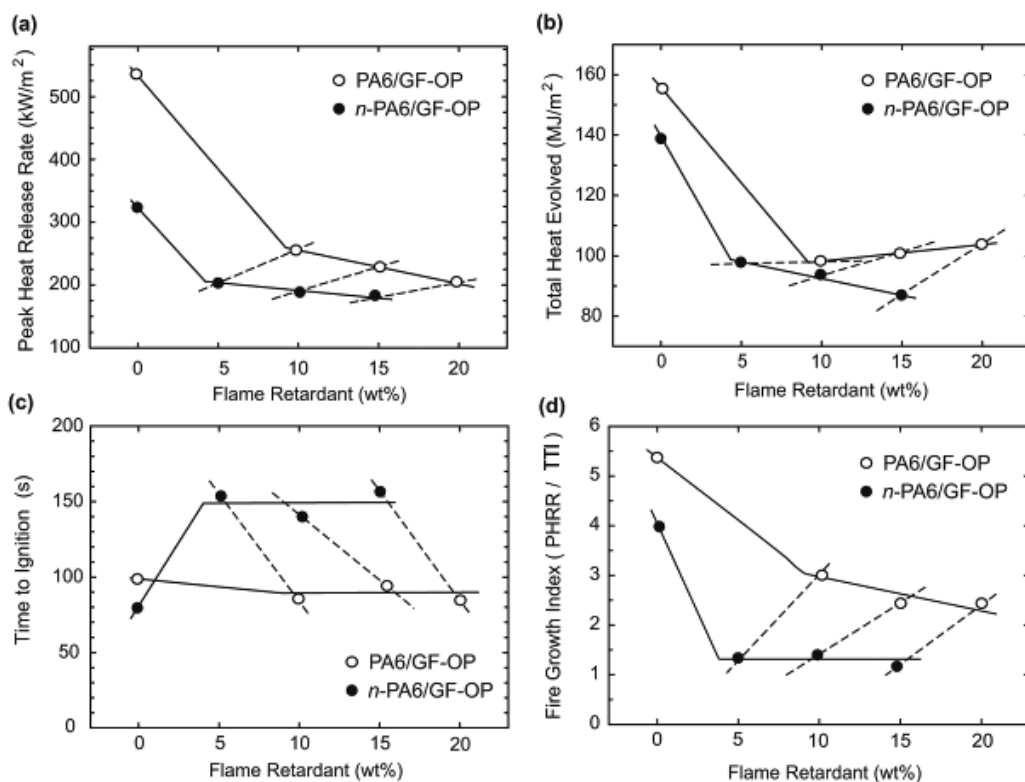 (a)
Peak Heat Release Rate (kW/m²)
500
400
300
200
100
PA6/GF-OP
n-PA6/GF-OP
0 5 10 15 20
Flame Retardant (wt%)
(b)
Total Heat Evolved (MJ/m²)
160
140
120
100
80
PA6/GF-OP
n-PA6/GF-OP
0 5 10 15 20
Flame Retardant (wt%)
(c)
Time to Ignition (s)
200
150
100
50
0
PA6/GF-OP
n-PA6/GF-OP
0 5 10 15 20
Flame Retardant (wt%)
(d)
Fire Growth Index ( PHRR / TTI )
6
5
4
3
2
1
0
PA6/GF-OP
n-PA6/GF-OP
0 5 10 15 20
Flame Retardant (wt%)